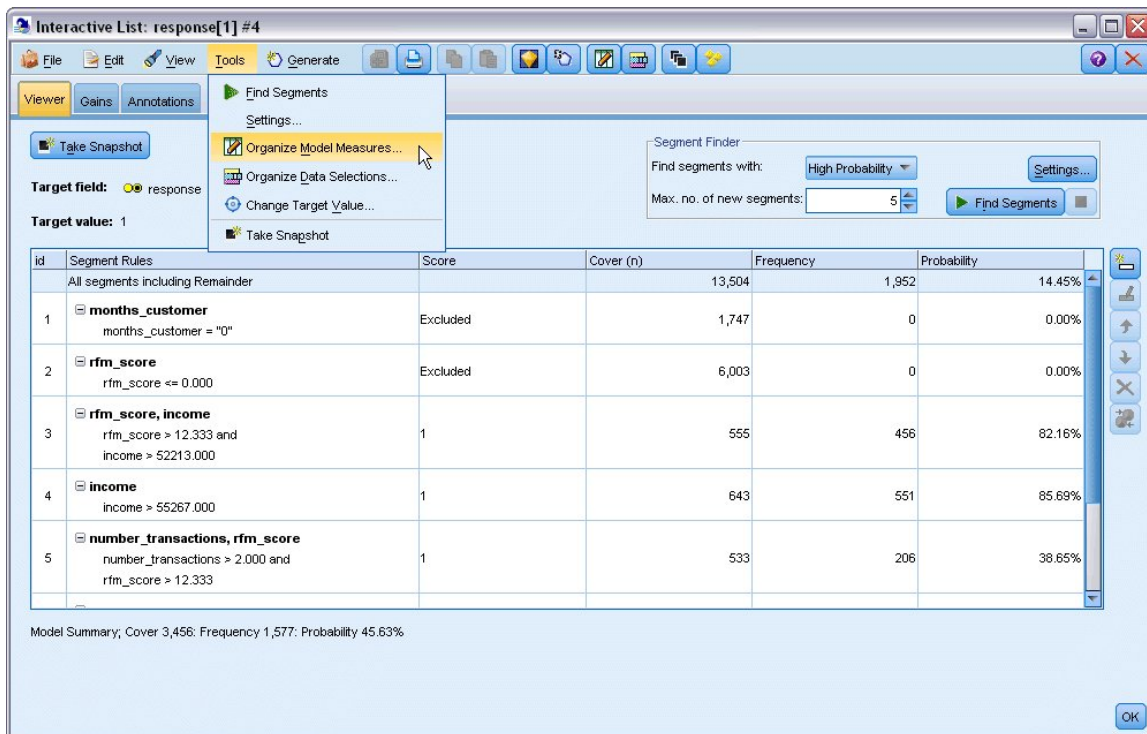 Interactive List: response[1] #4
File Edit View Tools Generate
Viewer Gains Annotations
Find Segments
Settings...
Organize Model Measures...
Organize Data Selections...
Change Target Value...
Take Snapshot
Take Snapshot
Target field: response
Target value: 1
Segment Finder
Find segments with: High Probability Settings...
Max. no. of new segments: 5 Find Segments
id Segment Rules Score Cover (n) Frequency Probability
All segments including Remainder 13,504 1,952 14.45%
1 months_customer Excluded 1,747 0 0.00%
months_customer = "0"
2 rfm_score Excluded 6,003 0 0.00%
rfm_score <= 0.000
rfm_score, income
3 rfm_score > 12.333 and 1 555 456 82.16%
income > 52213.000
4 income 1 643 551 85.69%
income > 55267.000
number_transactions, rfm_score
5 number_transactions > 2.000 and 1 533 206 38.65%
rfm_score > 12.333
Model Summary; Cover 3,456: Frequency 1,577: Probability 45.63%
OK